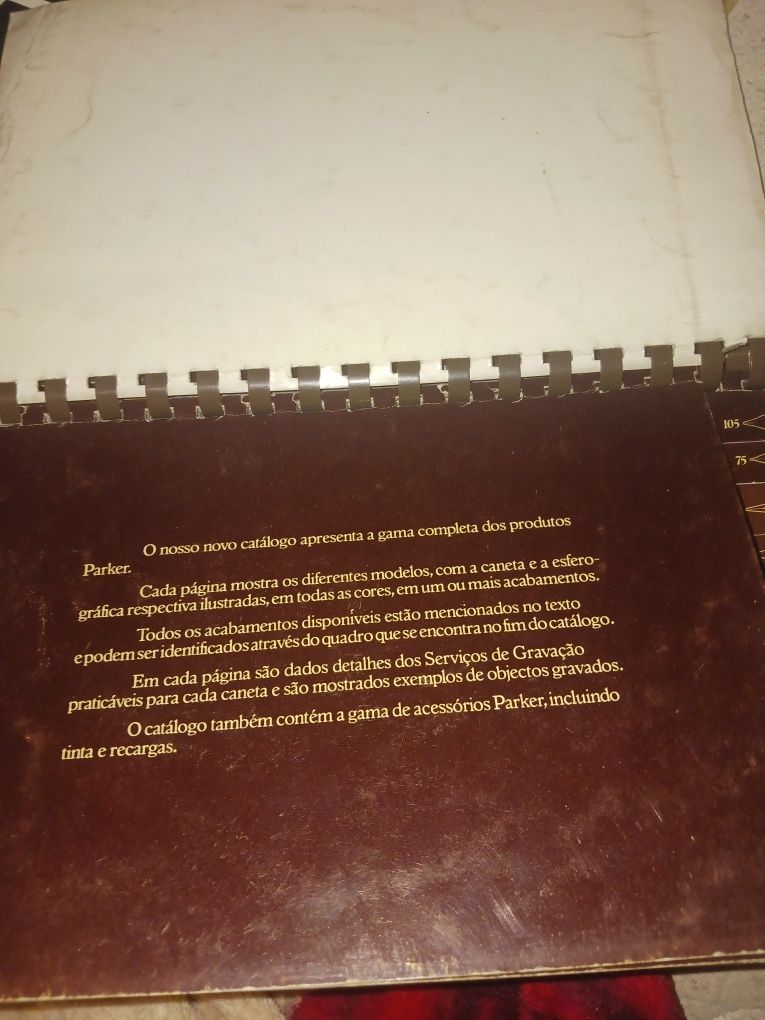 105
75
O nosso novo catálogo apresenta a gama completa dos produtos
Parker.
Cada página mostra os diferentes modelos, com a caneta e a esfero-
gráfica respectiva ilustradas, em todas as cores, em um ou mais acabamentos.
Todos os acabamentos disponíveis estão mencionados no texto
e podem ser identificados através do quadro que se encontra no fim do catálogo.
Em cada página são dados detalhes dos Serviços de Gravação
praticáveis para cada caneta e são mostrados exemplos de objectos gravados.
O catálogo também contém a gama de acessórios Parker, incluindo
tinta e recargas.